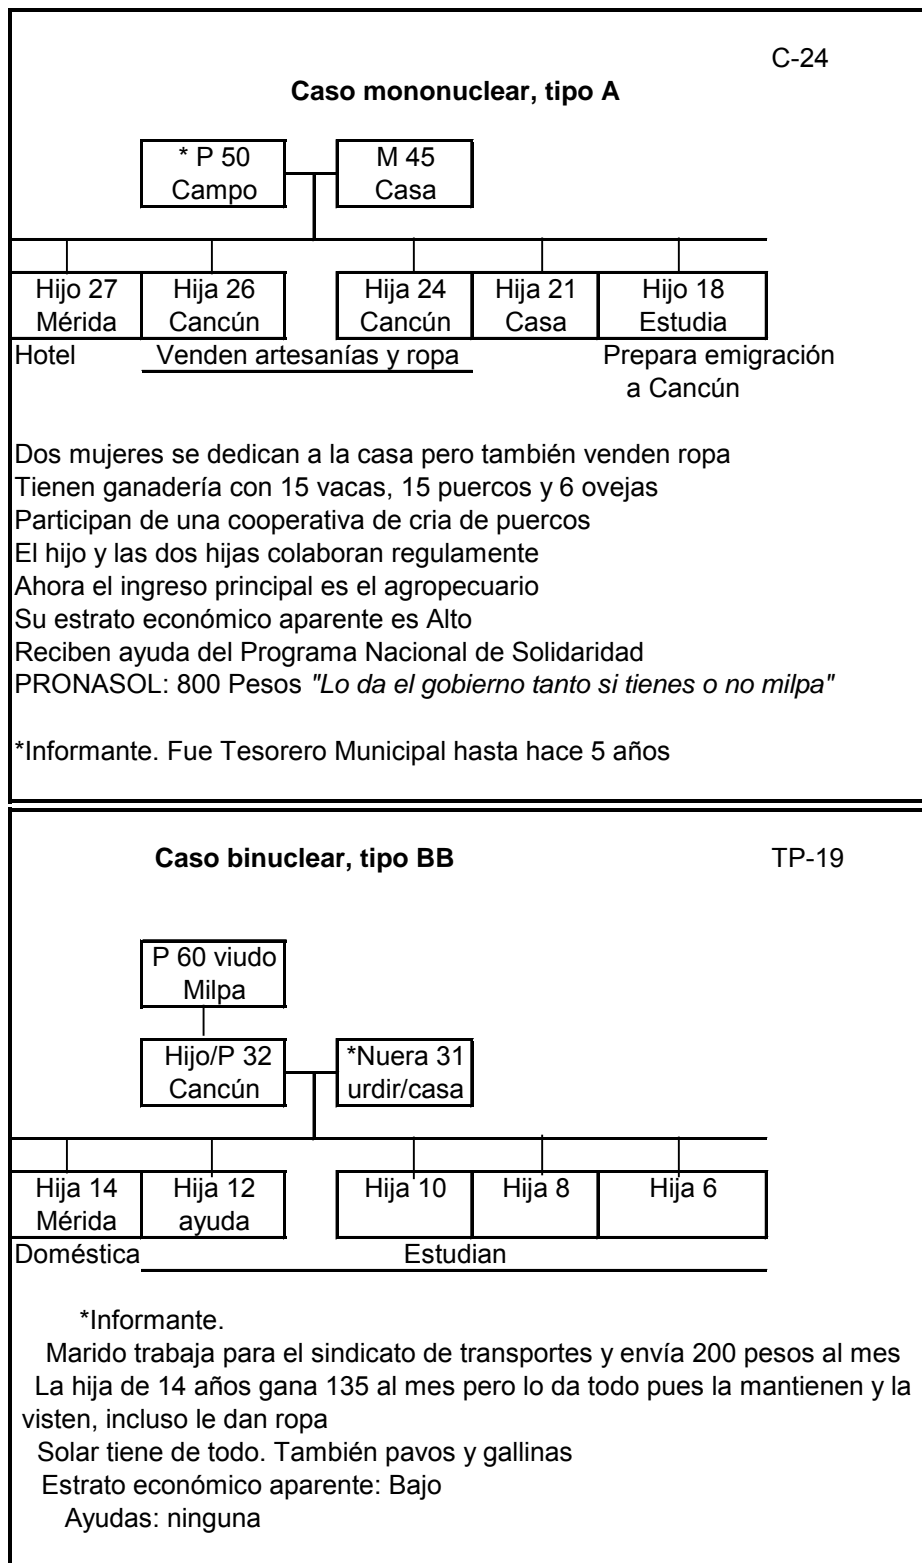 C-24
Caso mononuclear, tipo A
* P 50 M 45
Campo Casa
Hijo 27 Hija 26 Hija 24 Hija 21 Hijo 18
Mérida Cancún Cancún Casa Estudia
Hotel Venden artesanías y ropa Prepara emigración
a Cancún
Dos mujeres se dedican a la casa pero también venden ropa
Tienen ganadería con 15 vacas, 15 puercos y 6 ovejas
Participan de una cooperativa de cria de puercos
El hijo y las dos hijas colaboran regulamente
Ahora el ingreso principal es el agropecuario
Su estrato económico aparente es Alto
Reciben ayuda del Programa Nacional de Solidaridad
PRONASOL: 800 Pesos "Lo da el gobierno tanto si tienes o no milpa"
*Informante. Fue Tesorero Municipal hasta hace 5 años
Caso binuclear, tipo BB TP-19
P 60 viudo
Milpa
Hijo/P 32 *Nuera 31
Cancún urdir/casa
Hija 14 Hija 12 Hija 10 Hija 8 Hija 6
Mérida ayuda
Doméstica Estudian
*Informante.
Marido trabaja para el sindicato de transportes y envía 200 pesos al mes
La hija de 14 años gana 135 al mes pero lo da todo pues la mantienen y la
visten, incluso le dan ropa
Solar tiene de todo. También pavos y gallinas
Estrato económico aparente: Bajo
Ayudas: ninguna